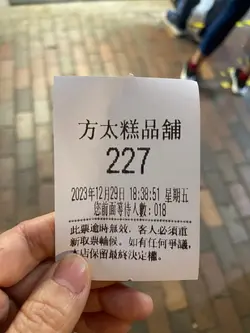 方太糕品舖
227
2023年12月29日 18:38:51 星期五
您前面等待人數:018
此票逾時無效. 客人必須重
新取票輪候. 如有任何爭議,
本店保留最終決定權.